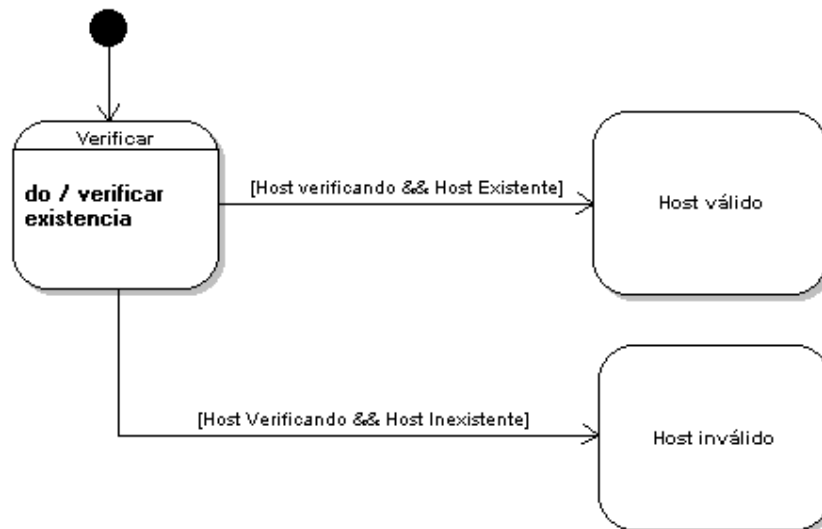 Verificar
do / verificar
existencia
[Host verificando && Host Existente]
Host válido
[Host Verificando && Host Inexistente]
Host inválido